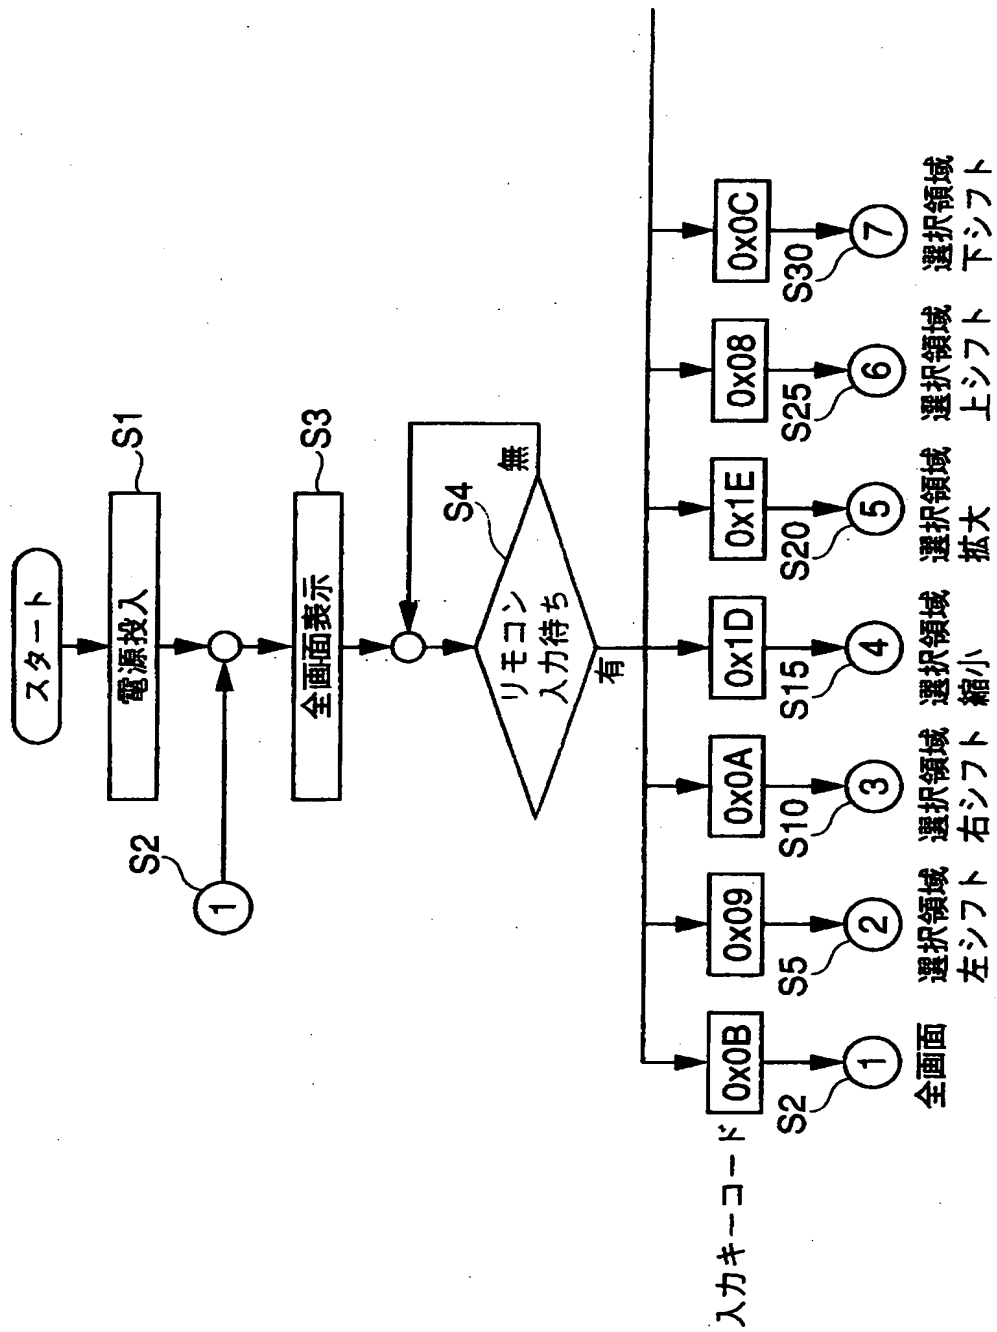 スタート
電源投入
S1
S2
1
全画面表示
S3
リモコン
入力待ち
S4
無
有
入力キーコード
0x0B
0x09
0x0A
0x1D
0x1E
0x08
0x0C
S2
S5
S10
S15
S20
S25
S30
1
2
3
4
5
6
7
全画面
選択領域
左シフト
選択領域
右シフト
選択領域
縮小
選択領域
拡大
選択領域
上シフト
選択領域
下シフト